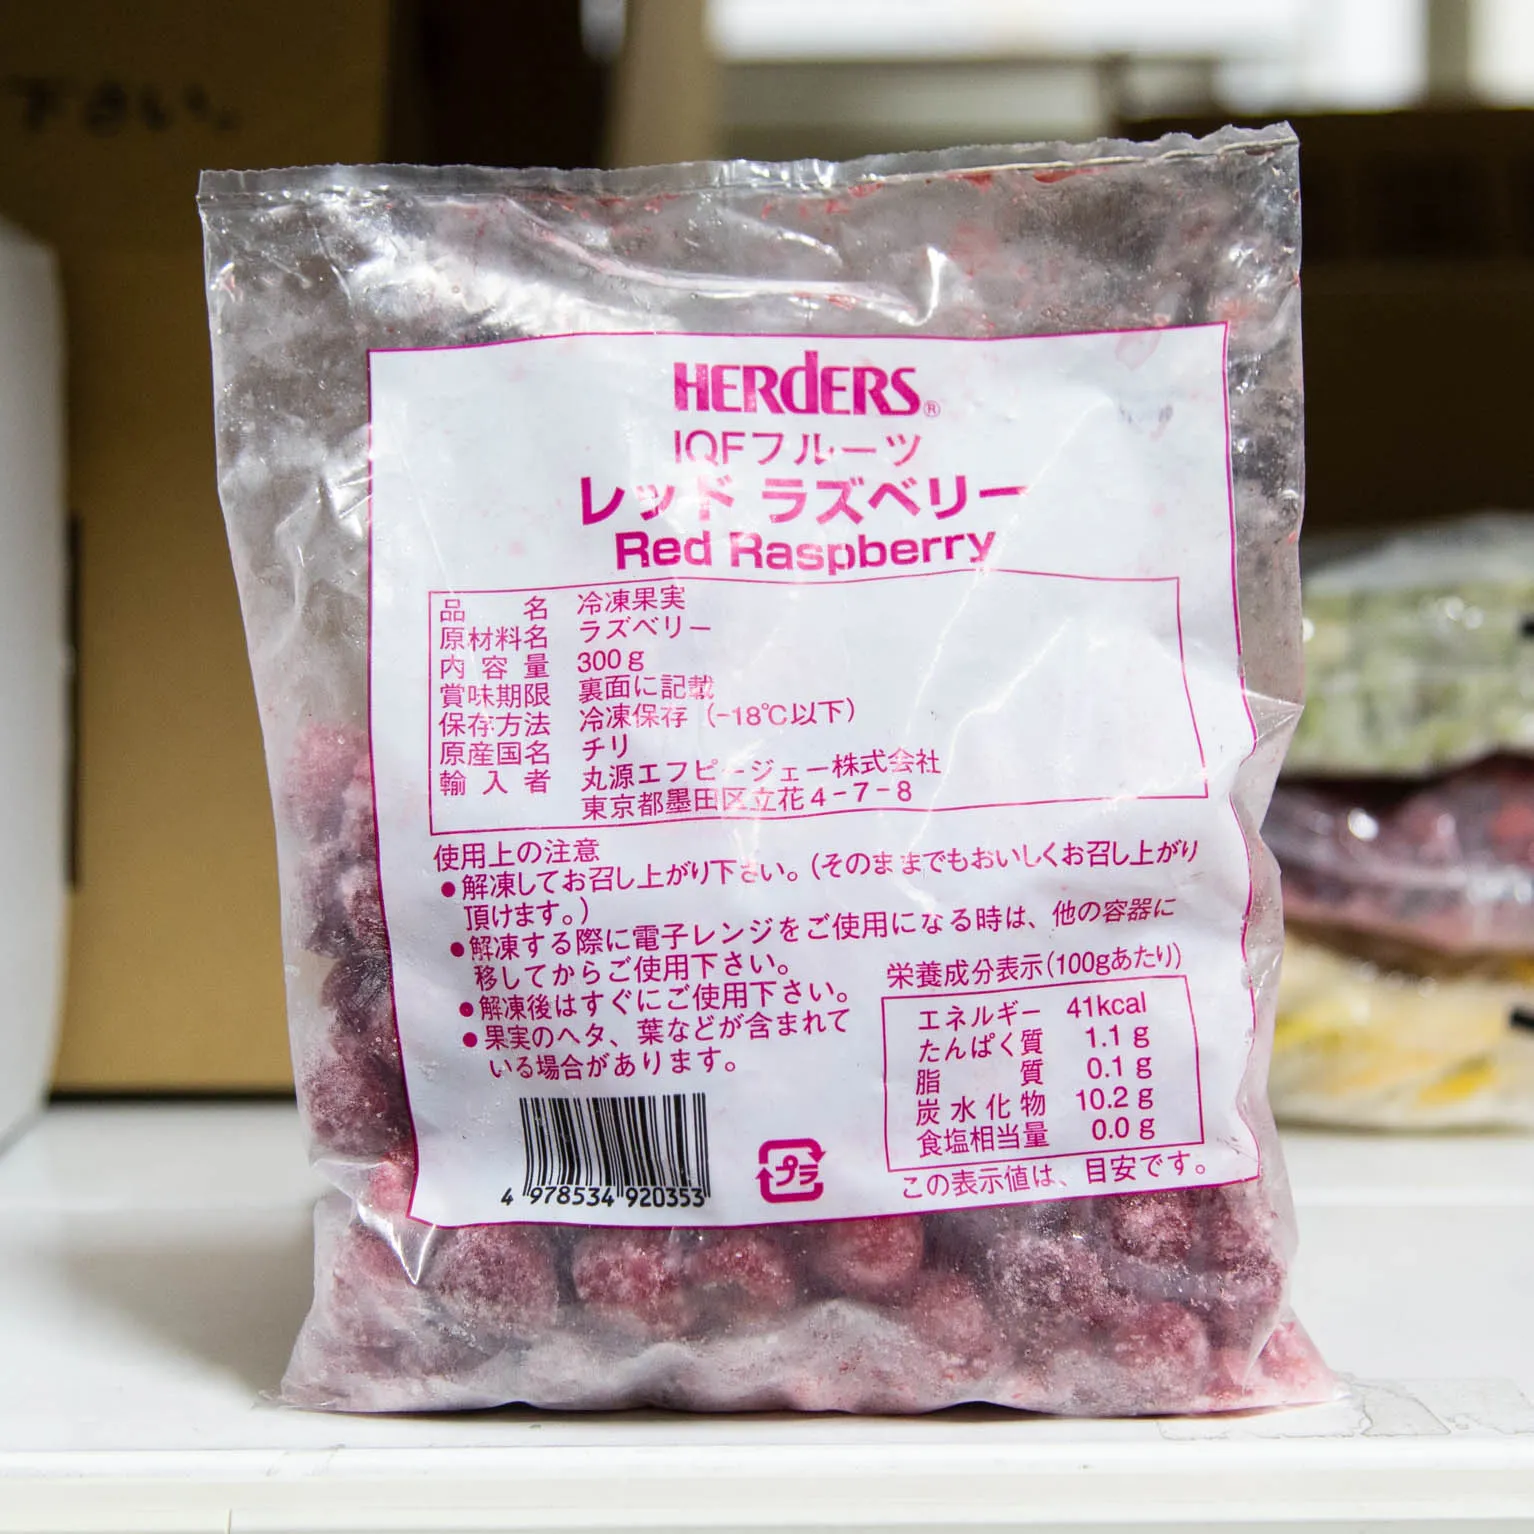 下さい。
HERdERS®
IQFフルーツ
レッド ラズベリー
Red Raspberry
品名 冷凍果実
原材料名 ラズベリー
内容量 300g
賞味期限 裏面に記載
保存方法 冷凍保存(-18℃以下)
原産国名 チリ
輸入者 丸源エフピージェー株式会社
東京都墨田区立花4-7-8
使用上の注意
●解凍してお召し上がり下さい。(そのままでもおいしくお召し上がり
頂けます。)
●解凍する際に電子レンジをご使用になる時は、他の容器に
移してからご使用下さい。
●解凍後はすぐにご使用下さい。
●果実のヘタ、葉などが含まれて
いる場合があります。
栄養成分表示(100gあたり)
エネルギー 41kcal
たんぱく質 1.1g
脂質 0.1g
炭水化物 10.2g
食塩相当量 0.0g
この表示値は、目安です。
4 978534 920353
プラ